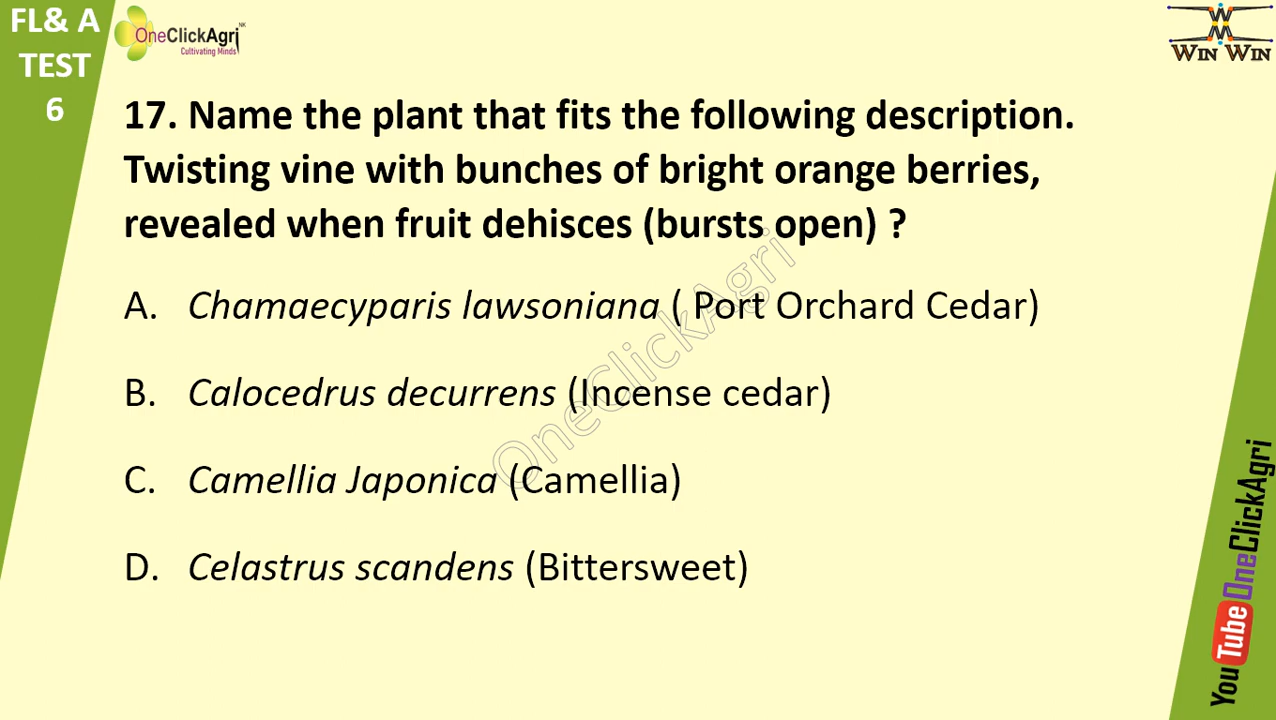 FL& A
TEST
6
OneClickAgri NK
Cultivating Minds
WIN WIN
17. Name the plant that fits the following description.
Twisting vine with bunches of bright orange berries,
revealed when fruit dehisces (bursts open) ?
A. Chamaecyparis lawsoniana ( Port Orchard Cedar)
B. Calocedrus decurrens (Incense cedar)
C. Camellia Japonica (Camellia)
D. Celastrus scandens (Bittersweet)
OneClickAgri
YouTube OneClickAgri